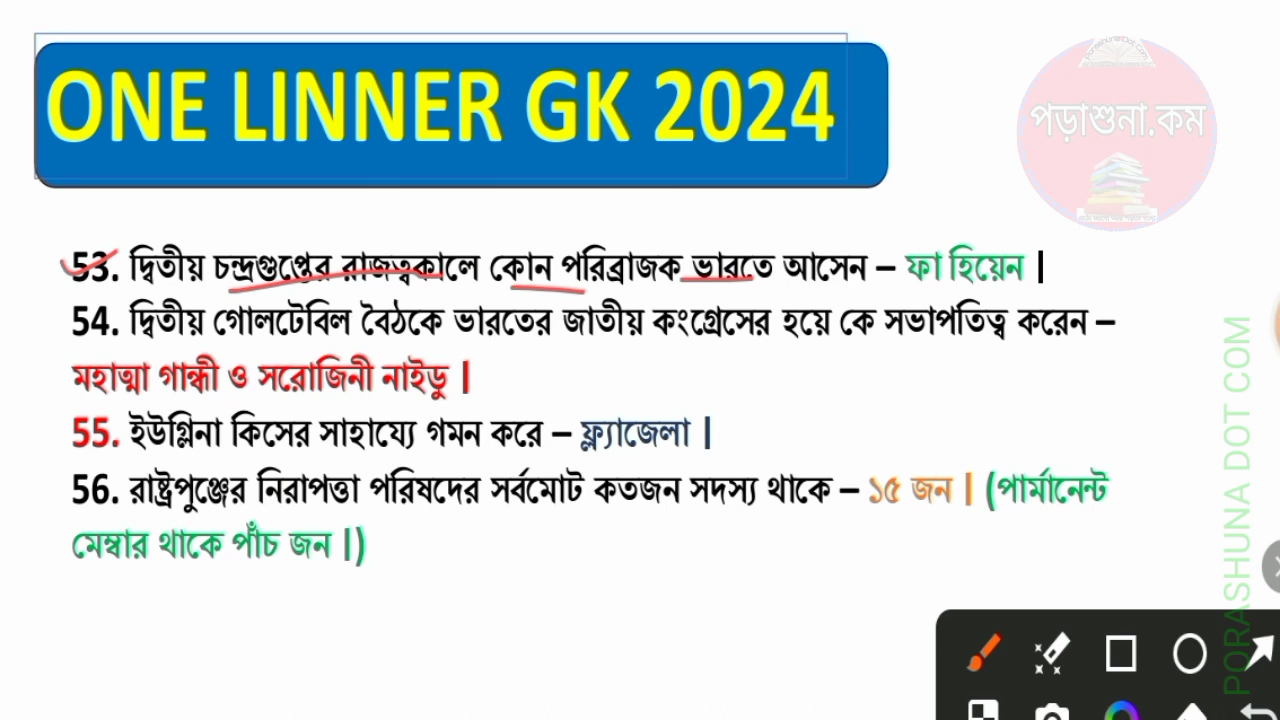 ONE LINNER GK 2024
পড়াশুনা.কম
53. দ্বিতীয় চন্দ্রগুপ্তের রাজত্বকালে কোন পরিব্রাজক ভারতে আসেন – ফা হিয়েন |
54. দ্বিতীয় গোলটেবিল বৈঠকে ভারতের জাতীয় কংগ্রেসের হয়ে কে সভাপতিত্ব করেন –
মহাত্মা গান্ধী ও সরোজিনী নাইডু |
55. ইউগ্লিনা কিসের সাহায্যে গমন করে – ফ্ল্যাজেলা |
56. রাষ্ট্রপুঞ্জের নিরাপত্তা পরিষদের সর্বমোট কতজন সদস্য থাকে – ১৫ জন | (পার্মানেন্ট
মেম্বার থাকে পাঁচ জন |)
PORASHUNA DOT COM